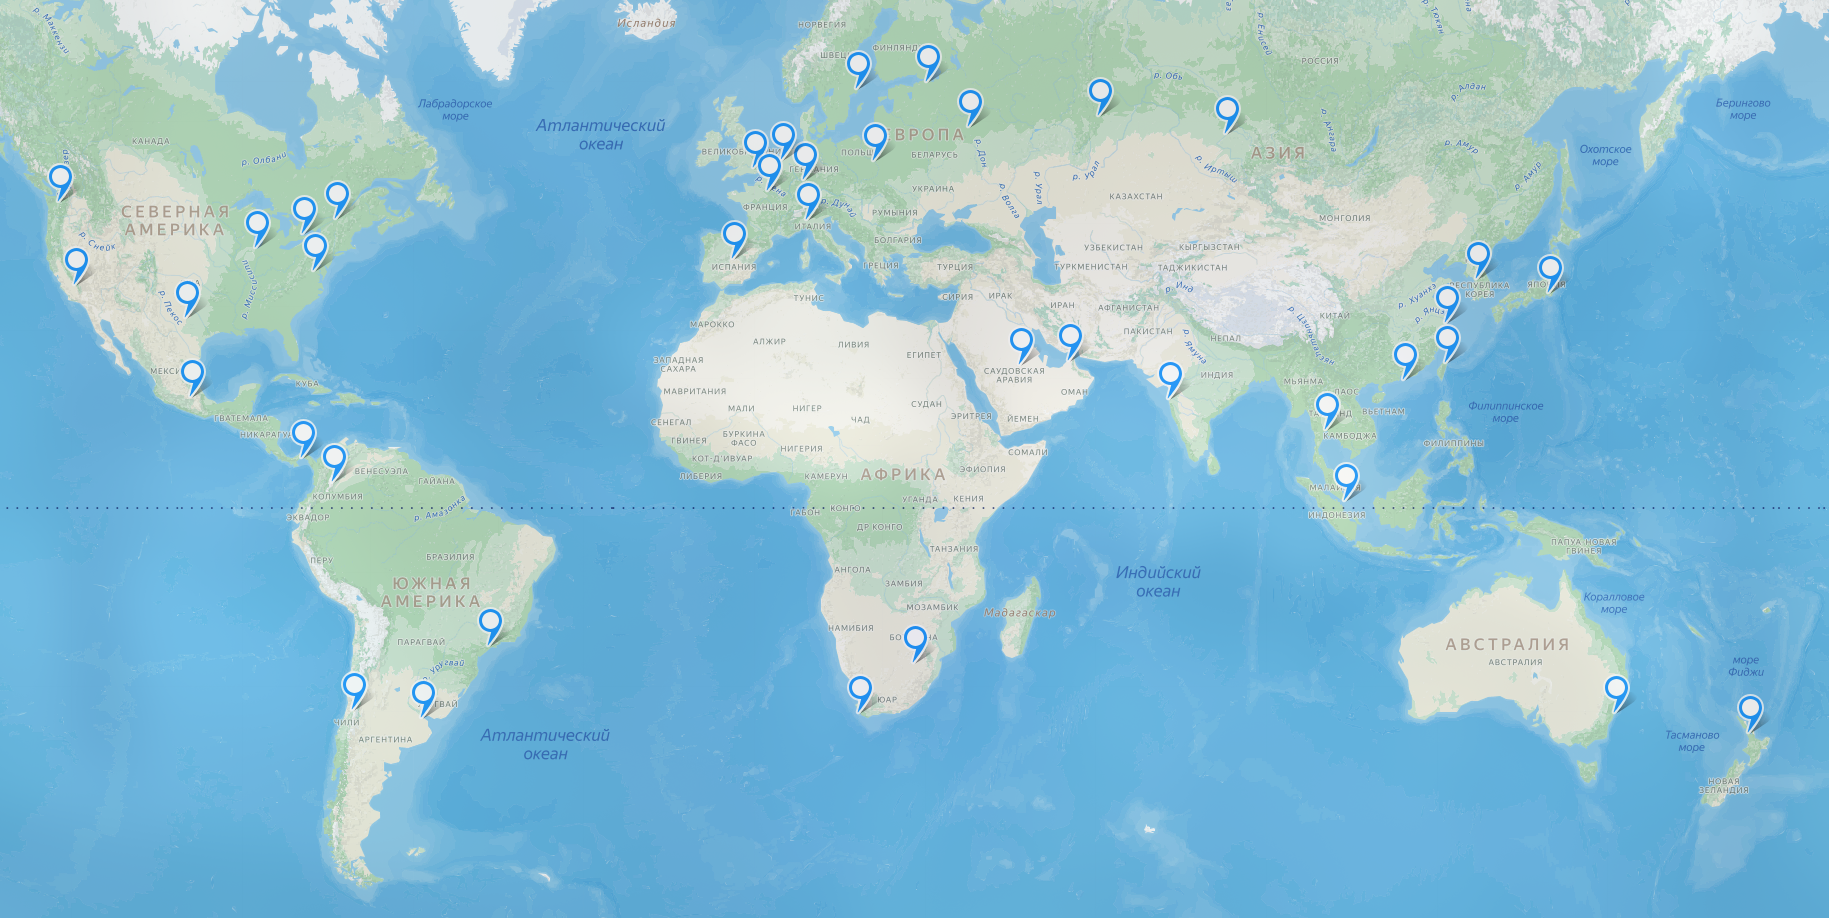 р. Маккензи
Исландия
НОРВЕГИЯ
ШВЕЦ
ФИНЛЯНД
р. Енисей
РОССИЯ
р. Обь
р. Алдан
Берингово
море
Лабрадорское
море
Атлантический
океан
ЕВРОПА
р. Дон
р. Ангара
р. Амур
Охотское
море
КАНАДА
р. Олбани
ВЕЛИКОБ
ПОЛЬШ
БЕЛАРУСЬ
ГЕРМАНИЯ
АЗИЯ
р. Иртыш
р. Урал
р. Амур
УКРАИНА
р. Волга
р. Урал
КАЗАХСТАН
СЕВЕРНАЯ
АМЕРИКА
ФРАНЦИЯ
р. Дунай
РУМЫНИЯ
МОНГОЛИЯ
ИТАЛИЯ
р. Снейк
БОЛГАРИЯ
УЗБЕКИСТАН
КЫРГЫЗСТАН
ИСПАНИЯ
ГРЕЦИЯ
ТУРЦИЯ
ТУРКМЕНИСТАН
ТАДЖИКИСТАН
р. Пекос
ТУНИС
СИРИЯ
ИРАК
ИРАН
АФГАНИСТАН
р. Инд
р. Хуанхэ
РЕСПУБЛИКА
КОРЕЯ
МАРОККО
ПАКИСТАН
КИТАЙ
р. Янцзы
АЛЖИР
ЛИВИЯ
ЕГИПЕТ
р. Ямуна
НЕПАЛ
ЗАПАДНАЯ
САХАРА
САУДОВСКАЯ
АРАВИЯ
ИНДИЯ
МЬЯНМА
ЛАОС
МЕКСИ
КУБА
МАВРИТАНИЯ
ОМАН
МАЛИ
НИГЕР
ЧАД
СУДАН
ЭРИТРЕЯ
ЙЕМЕН
ВЬЕТНАМ
Филиппинское
море
ГВАТЕМАЛА
СЕНЕГАЛ
НИКАРАГУ
ГВИНЕЯ
БУРКИНА
ФАСО
НИГЕРИЯ
КАМБОДЖА
ФИЛИППИНЫ
СОМАЛИ
КОТ-Д'ИВУАР
ВЕНЕСУЭЛА
ЛИБЕРИЯ
КАМЕРУН
АФРИКА
ЭФИОПИЯ
ГАЙАНА
КОЛУМБИЯ
УГАНДА
КЕНИЯ
МАЛАЙЗИЯ
ЭКВАДОР
р. Амазонка
ГАБОН
КОНГО
ИНДОНЕЗИЯ
ДР КОНГО
ПЕРУ
БРАЗИЛИЯ
ТАНЗАНИЯ
ПАПУА-НОВАЯ
ГВИНЕЯ
АНГОЛА
Индийский
океан
ЮЖНАЯ
АМЕРИКА
ЗАМБИЯ
Коралловое
море
МОЗАМБИК
Мадагаскар
НАМИБИЯ
ПАРАГВАЙ
АВСТРАЛИЯ
АВСТРАЛИЯ
море
Фиджи
Уругвай
ЮАР
ГВАЙ
ЧИЛИ
АРГЕНТИНА
Атлантический
океан
Тасманово
море
НОВАЯ
ЗЕЛАНДИЯ